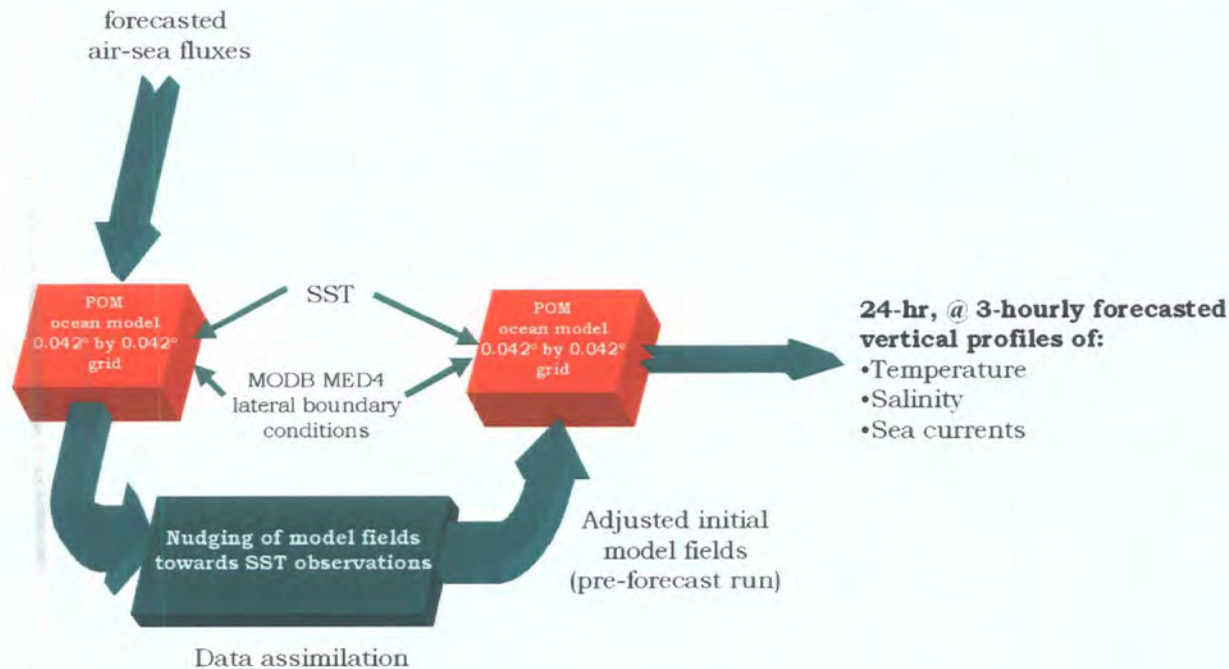 forecasted
air-sea fluxes
POM
ocean model
0.042° by 0.042°
grid
SST
MODB MED4
lateral boundary
conditions
POM
ocean model
0.042° by 0.042°
grid
24-hr, @ 3-hourly forecasted
vertical profiles of:
•Temperature
•Salinity
•Sea currents
Nudging of model fields
towards SST observations
Adjusted initial
model fields
(pre-forecast run)
Data assimilation